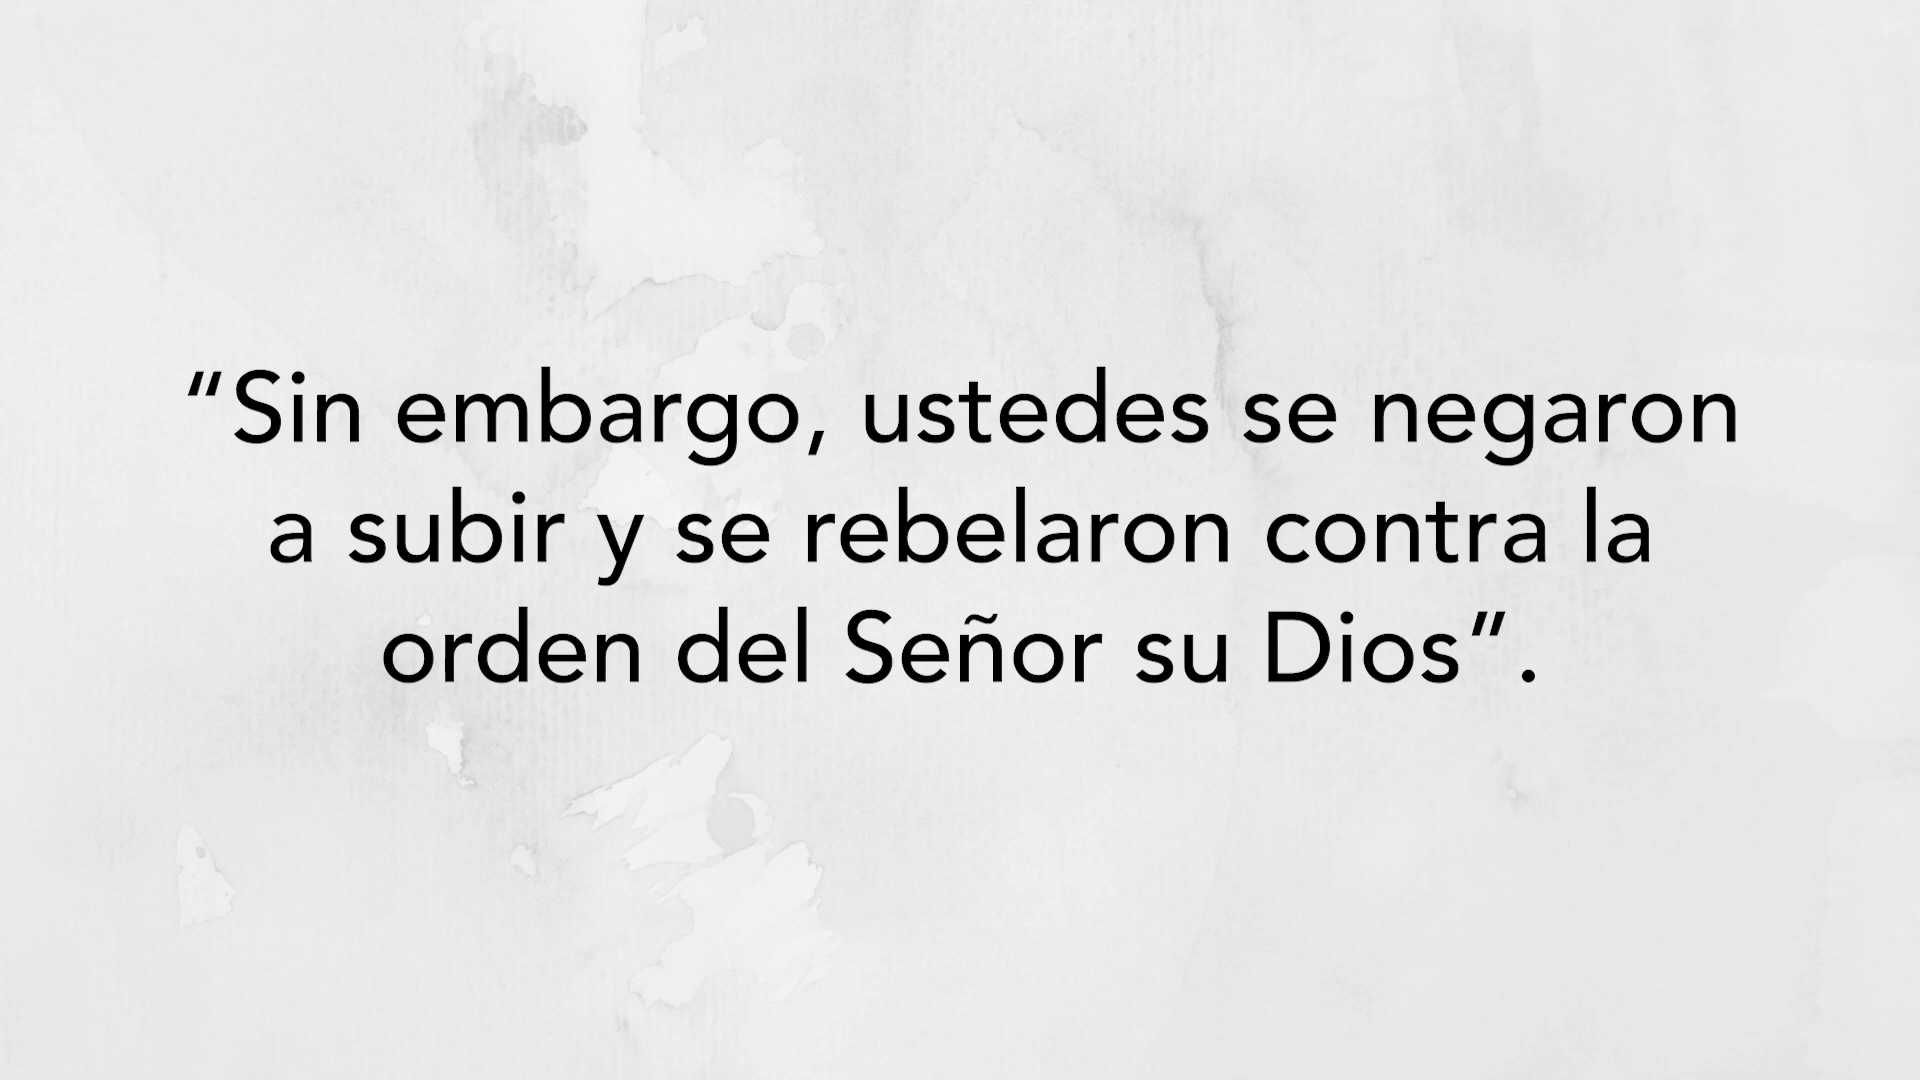 “Sin embargo, ustedes se negaron
a subir y se rebelaron contra la
orden del Señor su Dios”.